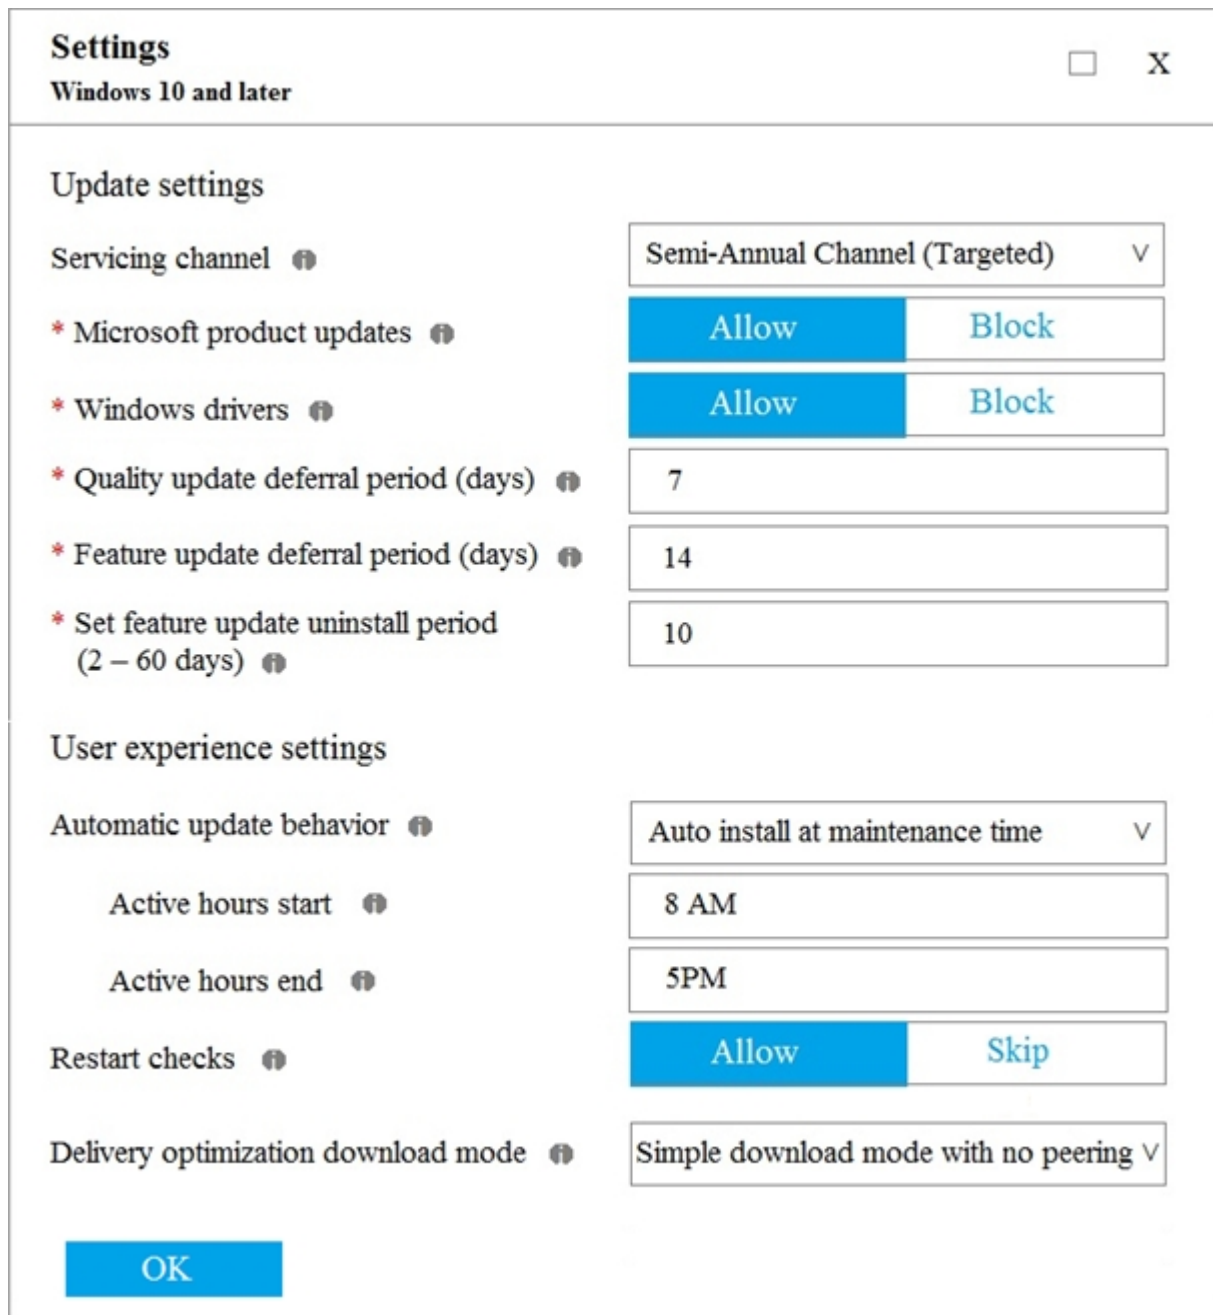 Settings
Windows 10 and later
X
Update settings
Servicing channel
Semi-Annual Channel (Targeted) V
* Microsoft product updates
Allow Block
* Windows drivers
Allow Block
* Quality update deferral period (days)
7
* Feature update deferral period (days)
14
* Set feature update uninstall period
(2 – 60 days)
10
User experience settings
Automatic update behavior
Auto install at maintenance time V
Active hours start
8 AM
Active hours end
5PM
Restart checks
Allow Skip
Delivery optimization download mode
Simple download mode with no peering V
OK